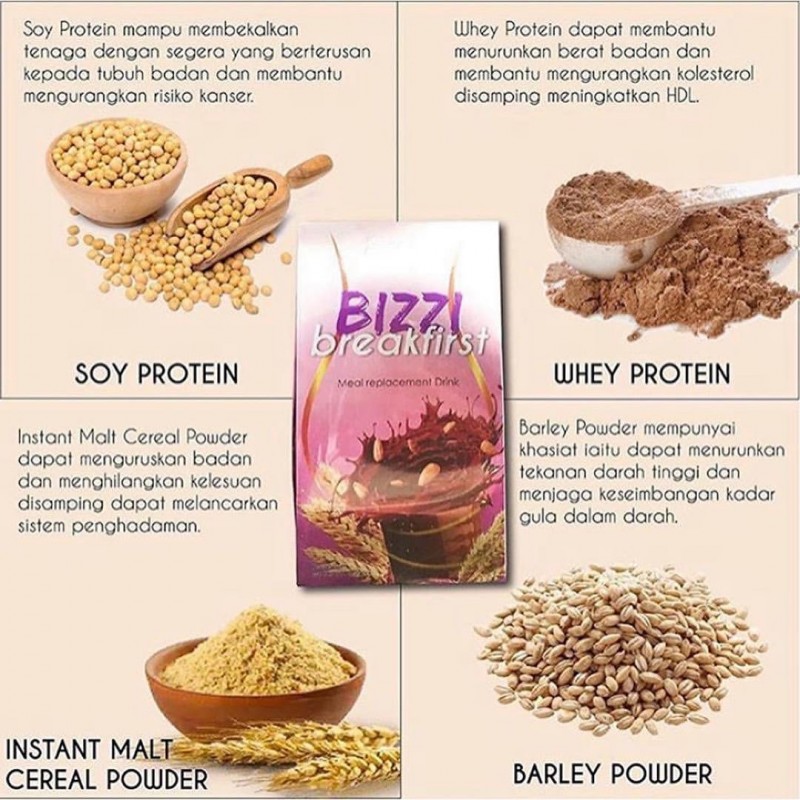 Soy Protein mampu membekalkan
tenaga dengan segera yang berterusan
kepada tubuh badan dan membantu
mengurangkan risiko kanser.
SOY PROTEIN
Whey Protein dapat membantu
menurunkan berat badan dan
membantu mengurangkan kolesterol
disamping meningkatkan HDL.
WHEY PROTEIN
BIZZI
breakfirst
Meal replacement Drink
Instant Malt Cereal Powder
dapat menguruskan badan
dan menghilangkan kelesuan
disamping dapat melancarkan
sistem penghadaman.
INSTANT MALT
CEREAL POWDER
Barley Powder mempunyai
khasiat iaitu dapat menurunkan
tekanan darah tinggi dan
menjaga keseimbangan kadar
gula dalam darah.
BARLEY POWDER